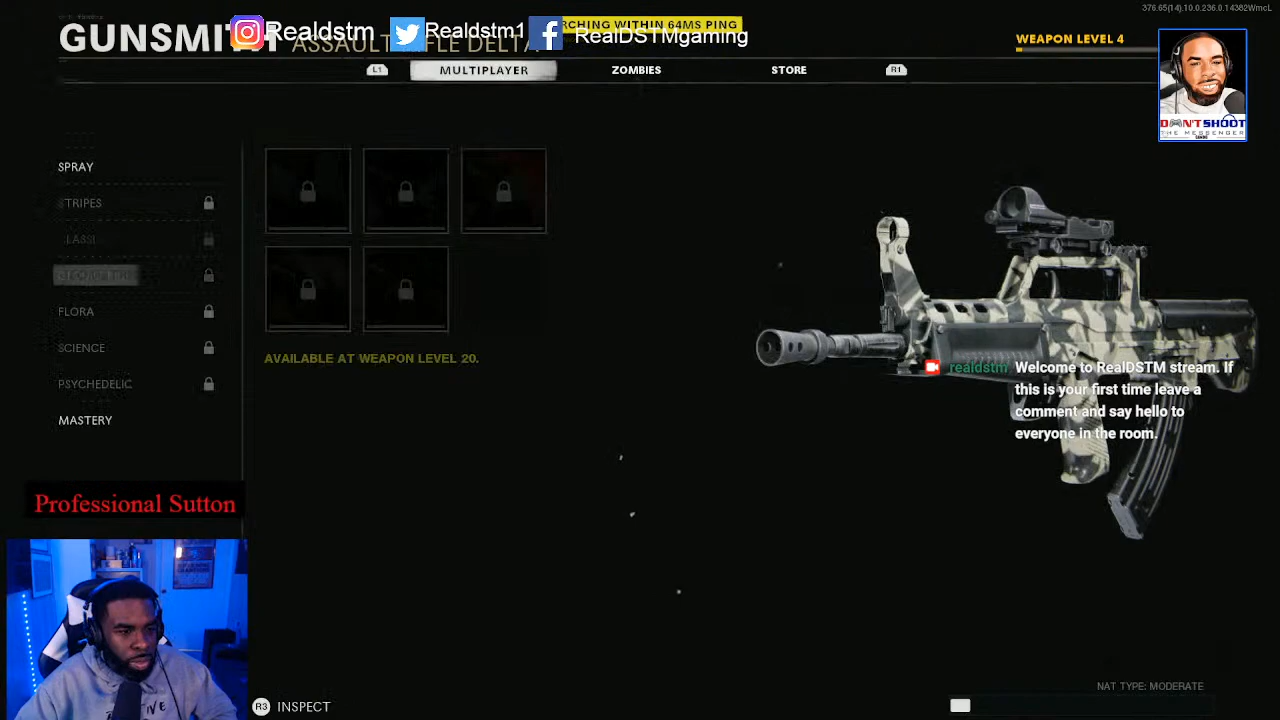 376.65(14).10.0.236.0.14382WmcL
GUNSMITH ASSAULT RIFLE DELTA
Realdstm
Realdstm1
RealDSTMgaming
RCHING WITHIN 64MS PING
WEAPON LEVEL 4
L1
MULTIPLAYER
ZOMBIES
STORE
R1
D N'T SHOOT
THE MESSENGER
SPRAY
STRIPES
LASSI
FLORA
SCIENCE
PSYCHEDELIC
MASTERY
AVAILABLE AT WEAPON LEVEL 20.
realdstm Welcome to RealDSTM stream. If
this is your first time leave a
comment and say hello to
everyone in the room.
Professional Sutton
R3 INSPECT
NAT TYPE: MODERATE